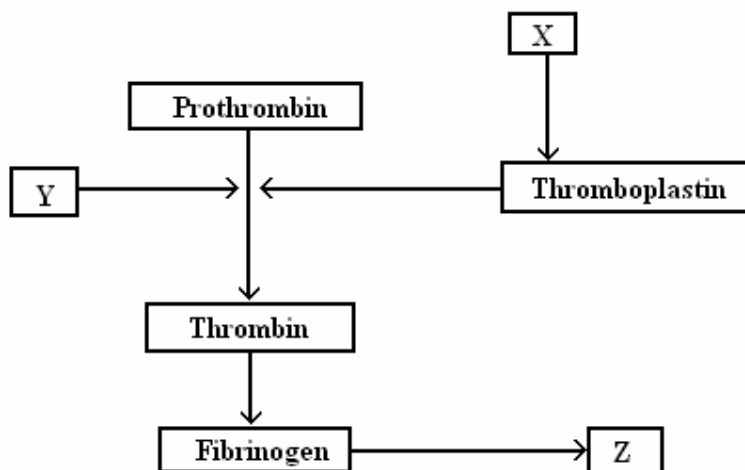 X
Prothrombin
Y
Thromboplastin
Thrombin
Fibrinogen
Z